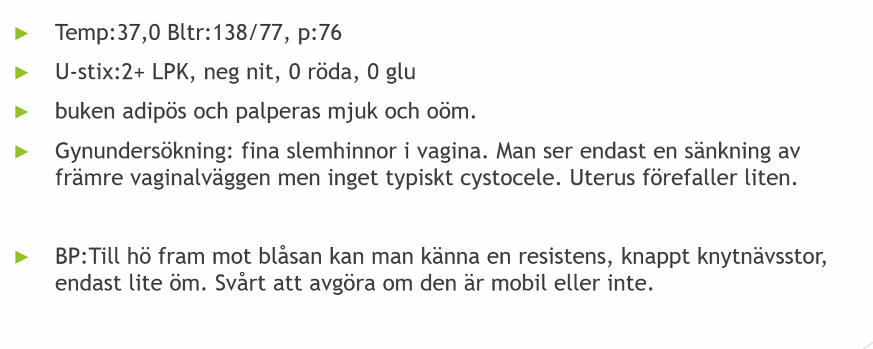 Temp:37,0 Bltr:138/77, p:76
U-stix:2+ LPK, neg nit, 0 röda, 0 glu
buken adipös och palperas mjuk och oöm.
Gynundersökning: fina slemhinnor i vagina. Man ser endast en sänkning av
främre vaginalväggen men inget typiskt cystocele. Uterus förefaller liten.
BP:Till hö fram mot blåsan kan man känna en resistens, knappt knytnävsstor,
endast lite öm. Svårt att avgöra om den är mobil eller inte.